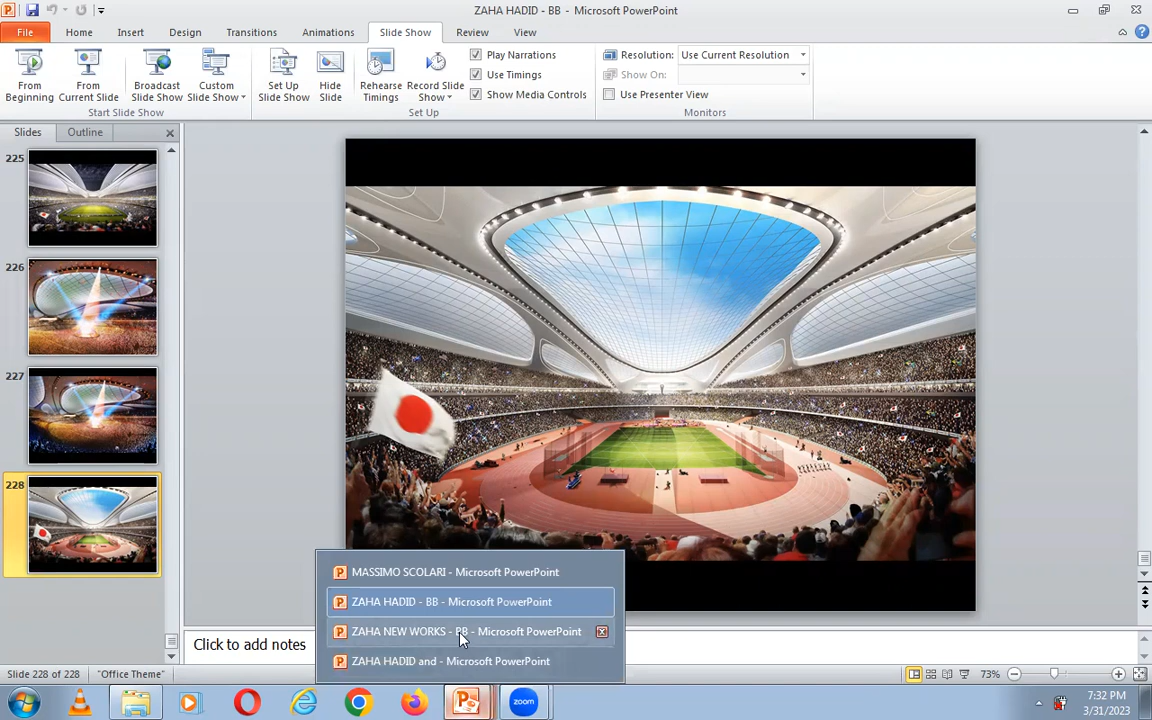 ZAHA HADID - BB - Microsoft PowerPoint
File Home Insert Design Transitions Animations Slide Show Review View
From Beginning
From Current Slide
Broadcast Slide Show
Custom Slide Show
Set Up Slide Show
Hide Slide
Rehearse Timings
Record Slide Show
Play Narrations
Use Timings
Show Media Controls
Resolution: Use Current Resolution
Show On:
Use Presenter View
Start Slide Show
Set Up
Monitors
Slides Outline
225
226
227
228
MASSIMO SCOLARI - Microsoft PowerPoint
ZAHA HADID - BB - Microsoft PowerPoint
ZAHA NEW WORKS - BB - Microsoft PowerPoint
ZAHA HADID and - Microsoft PowerPoint
Click to add notes
Slide 228 of 228 "Office Theme" 73%
zoom
7:32 PM
3/31/2023